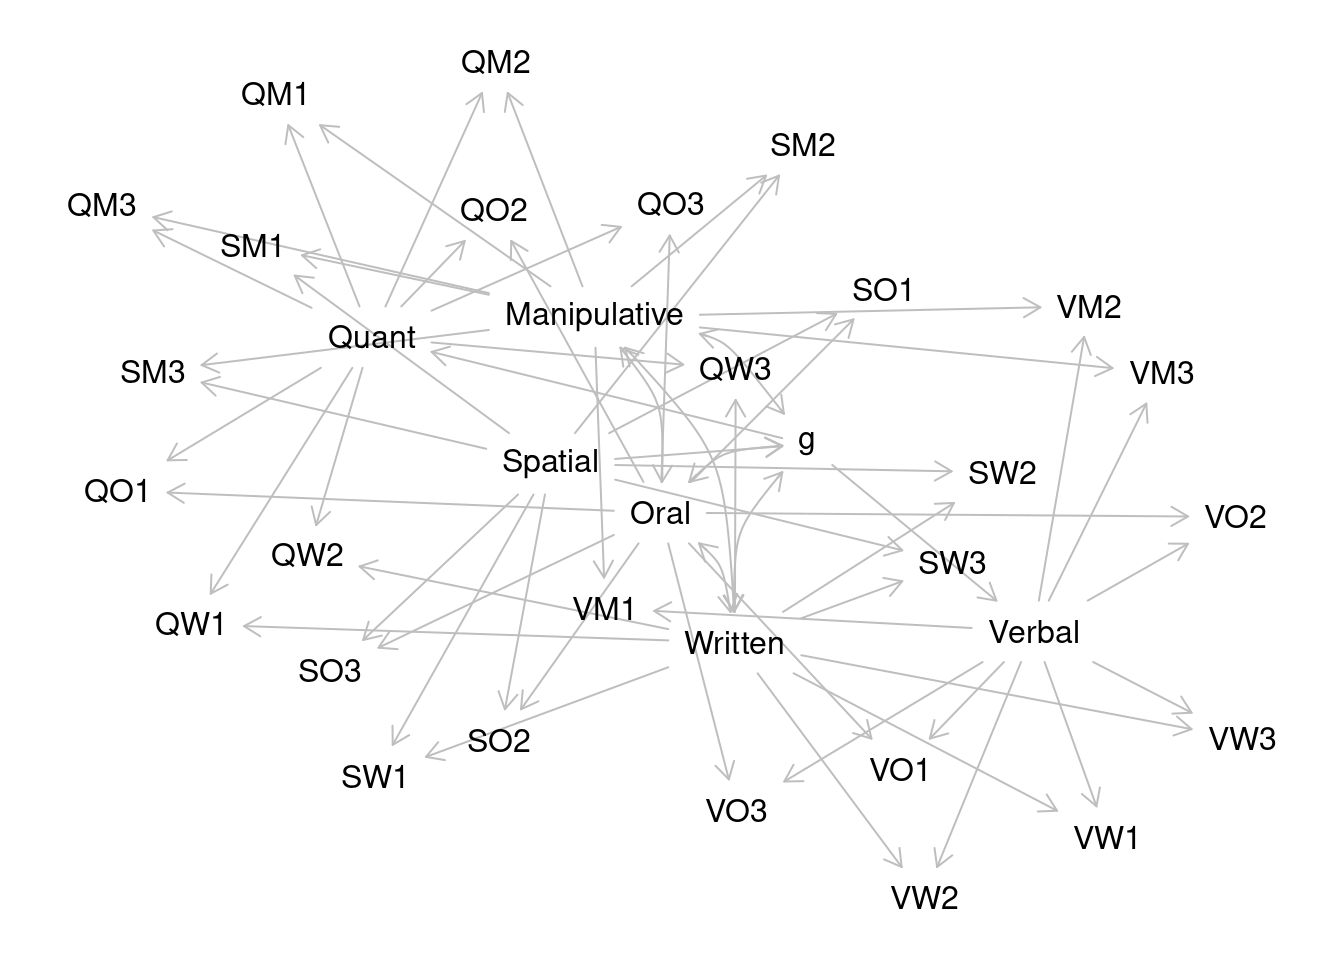 QM2
QM1
SM2
QM3
QO2
QO3
SM1
SO1
VM2
Manipulative
Quant
QW3
SM3
VM3
g
Spatial
SW2
QO1
Oral
VO2
QW2
SW3
VM1
QW1
Written
Verbal
SO3
SO2
VW3
SW1
VO1
VO3
VW1
VW2